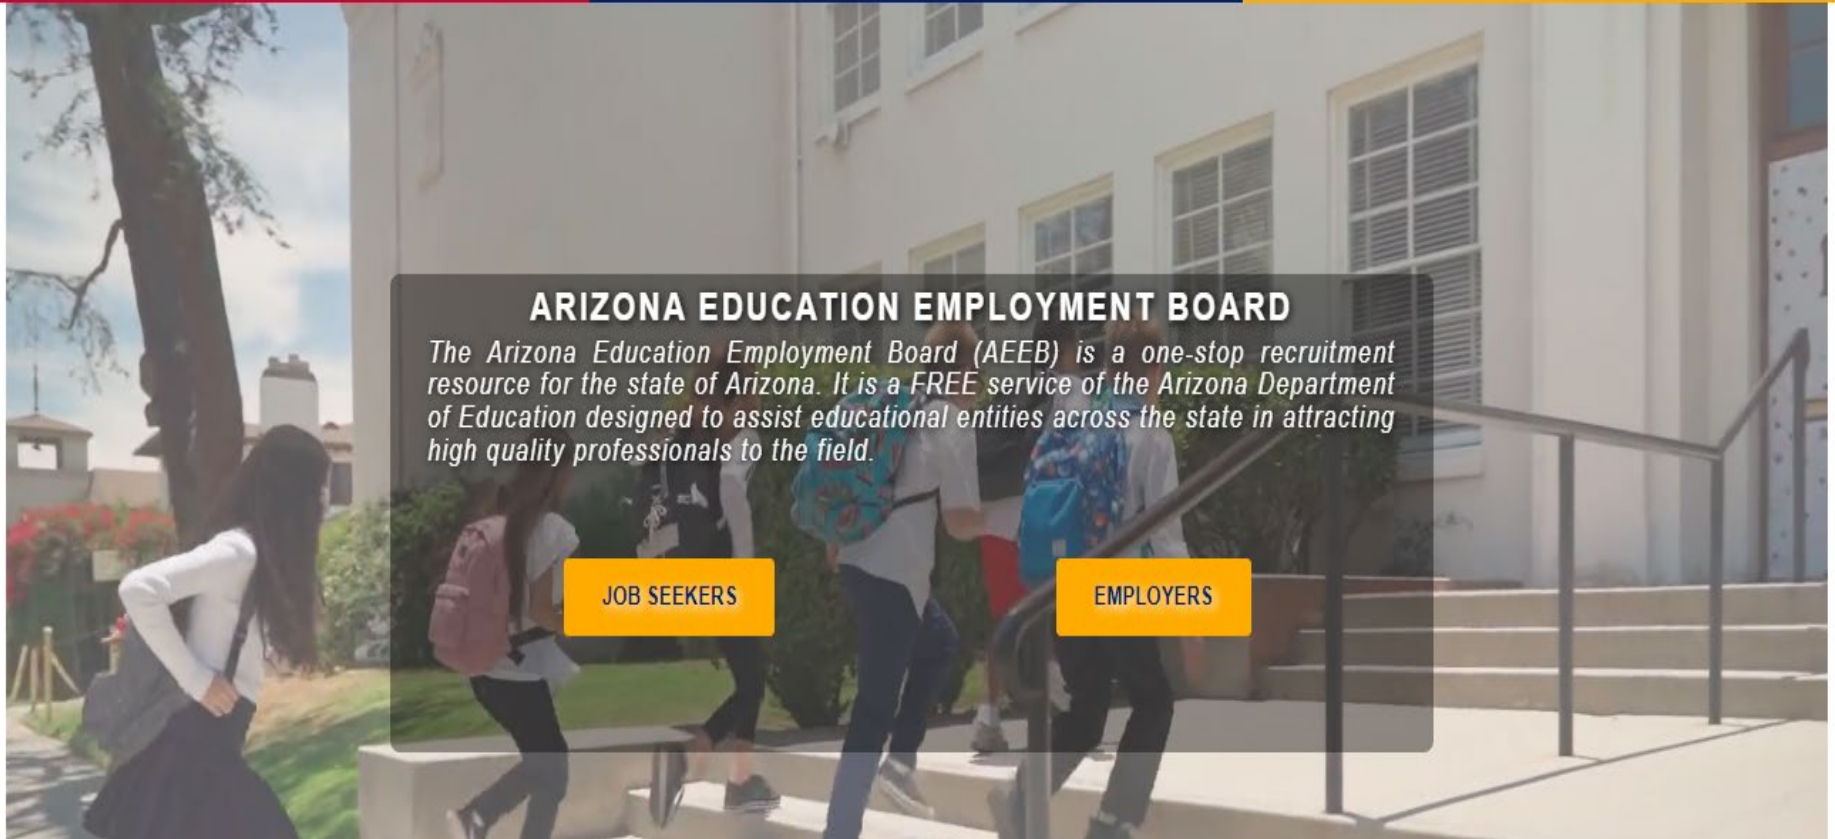 ARIZONA EDUCATION EMPLOYMENT BOARD
The Arizona Education Employment Board (AEEB) is a one-stop recruitment
resource for the state of Arizona. It is a FREE service of the Arizona Department
of Education designed to assist educational entities across the state in attracting
high quality professionals to the field.
JOB SEEKERS
EMPLOYERS